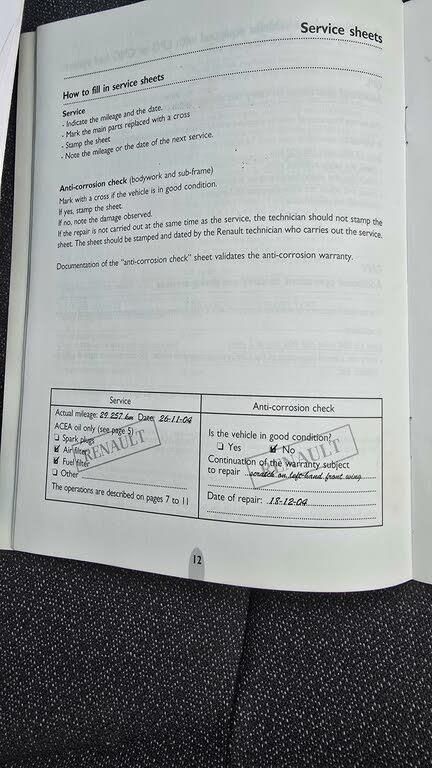 Service sheets
How to fill in service sheets
Service
- Indicate the mileage and the date.
- Mark the main parts replaced with a cross
- Stamp the sheet
- Note the mileage or the date of the next service.
Anti-corrosion check (bodywork and sub-frame)
Mark with a cross if the vehicle is in good condition.
If yes, stamp the sheet.
If no, note the damage observed.
If the repair is not carried out at the same time as the service, the technician should not stamp the
sheet. The sheet should be stamped and dated by the Renault technician who carries out the service.
Documentation of the "anti-corrosion check" sheet validates the anti-corrosion warranty.
Service
Actual mileage: 29 257 km Date: 26-11-04
ACEA oil only (see page 5)
Spark plugs
Air filter
Fuel filter
Other
RENAULT
The operations are described on pages 7 to 11
Anti-corrosion check
Is the vehicle in good condition?
Yes No
Continuation of the warranty subject
to repair scratch on left-hand front wing
RENAULT
Date of repair: 18-12-04
12